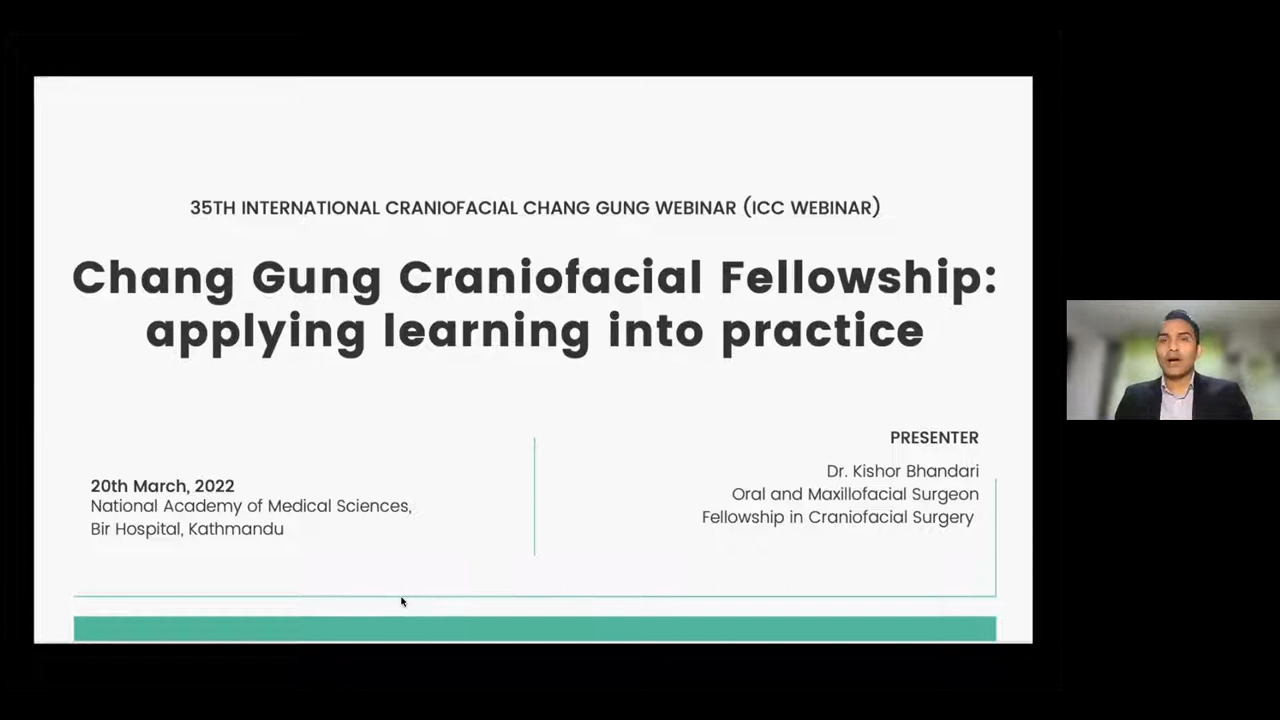 35TH INTERNATIONAL CRANIOFACIAL CHANG GUNG WEBINAR (ICC WEBINAR)
Chang Gung Craniofacial Fellowship:
applying learning into practice
20th March, 2022
National Academy of Medical Sciences,
Bir Hospital, Kathmandu
PRESENTER
Dr. Kishor Bhandari
Oral and Maxillofacial Surgeon
Fellowship in Craniofacial Surgery